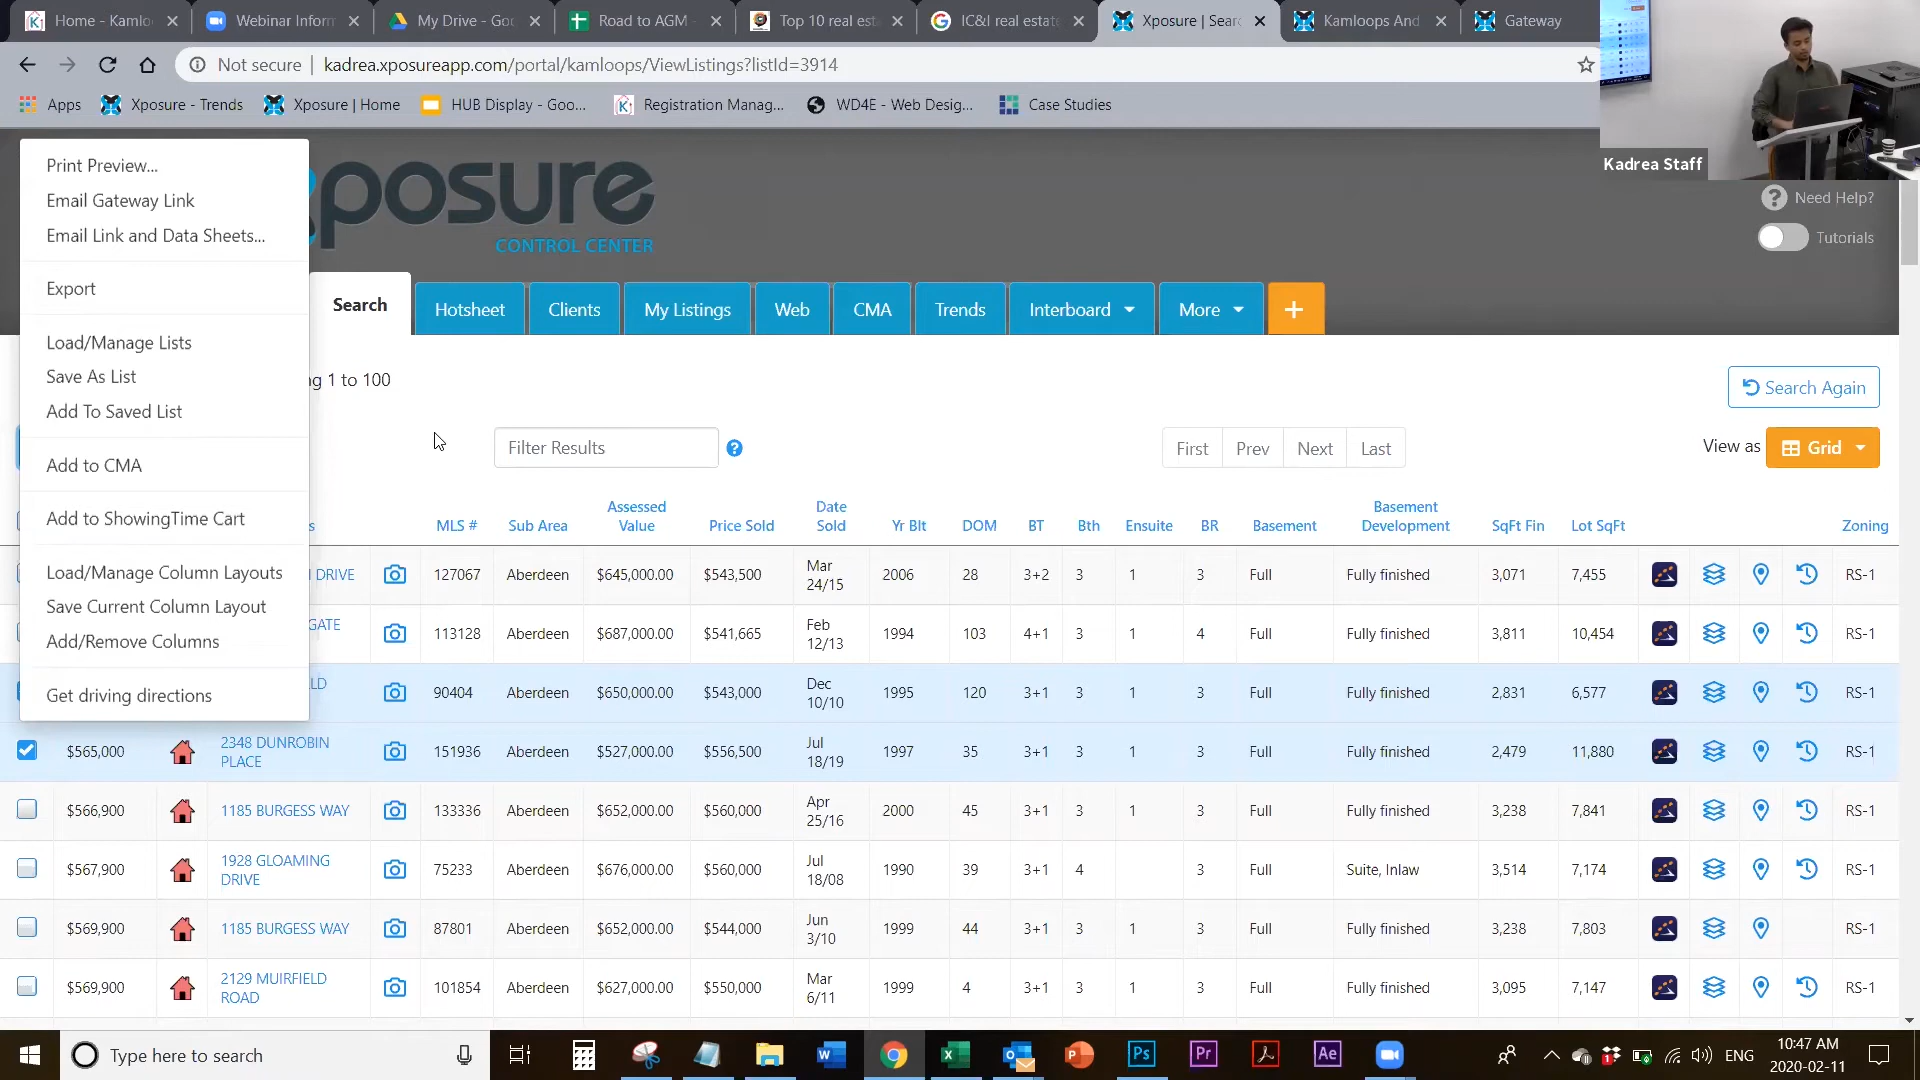 Home - Kamlo
Webinar Inform
My Drive - Goo
Road to AGM -
Top 10 real esta
IC&I real estate
Xposure | Searc
Kamloops And
Gateway
Not secure | kadrea.xposureapp.com/portal/kamloops/ViewListings?listId=3914
Apps
Xposure - Trends
Xposure | Home
HUB Display - Goo...
Registration Manag...
WD4E - Web Desig...
Case Studies
Kadrea Staff
Print Preview...
Email Gateway Link
Email Link and Data Sheets...
Export
Load/Manage Lists
Save As List
Add To Saved List
Add to CMA
Add to ShowingTime Cart
Load/Manage Column Layouts
Save Current Column Layout
Add/Remove Columns
Get driving directions
xposure
CONTROL CENTER
Need Help?
Tutorials
Search Hotsheet Clients My Listings Web CMA Trends Interboard More +
ng 1 to 100
Search Again
Filter Results
First Prev Next Last
View as Grid
s MLS # Sub Area Assessed Value Price Sold Date Sold Yr Blt DOM BT Bth Ensuite BR Basement Basement Development SqFt Fin Lot SqFt Zoning
DRIVE 127067 Aberdeen $645,000.00 $543,500 Mar 24/15 2006 28 3+2 3 1 3 Full Fully finished 3,071 7,455 RS-1
GATE 113128 Aberdeen $687,000.00 $541,665 Feb 12/13 1994 103 4+1 3 1 4 Full Fully finished 3,811 10,454 RS-1
LD 90404 Aberdeen $650,000.00 $543,000 Dec 10/10 1995 120 3+1 3 1 3 Full Fully finished 2,831 6,577 RS-1
$565,000 2348 DUNROBIN PLACE 151936 Aberdeen $527,000.00 $556,500 Jul 18/19 1997 35 3+1 3 1 3 Full Fully finished 2,479 11,880 RS-1
$566,900 1185 BURGESS WAY 133336 Aberdeen $652,000.00 $560,000 Apr 25/16 2000 45 3+1 3 1 3 Full Fully finished 3,238 7,841 RS-1
$567,900 1928 GLOAMING DRIVE 75233 Aberdeen $676,000.00 $560,000 Jul 18/08 1990 39 3+1 4 3 Full Suite, Inlaw 3,514 7,174 RS-1
$569,900 1185 BURGESS WAY 87801 Aberdeen $652,000.00 $544,000 Jun 3/10 1999 44 3+1 3 1 3 Full Fully finished 3,238 7,803 RS-1
$569,900 2129 MUIRFIELD ROAD 101854 Aberdeen $627,000.00 $550,000 Mar 6/11 1999 4 3+1 3 1 3 Full Fully finished 3,095 7,147 RS-1
Type here to search
Ps
Pr
Ae
ENG
10:47 AM
2020-02-11